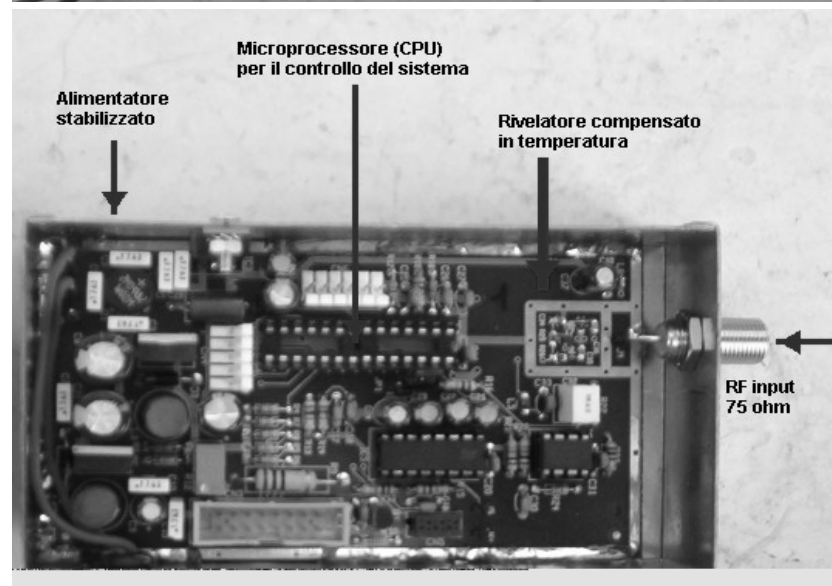 Microprocessore (CPU)
per il controllo del sistema
Alimentatore
stabilizzato
Rivelatore compensato
in temperatura
RF input
75 ohm